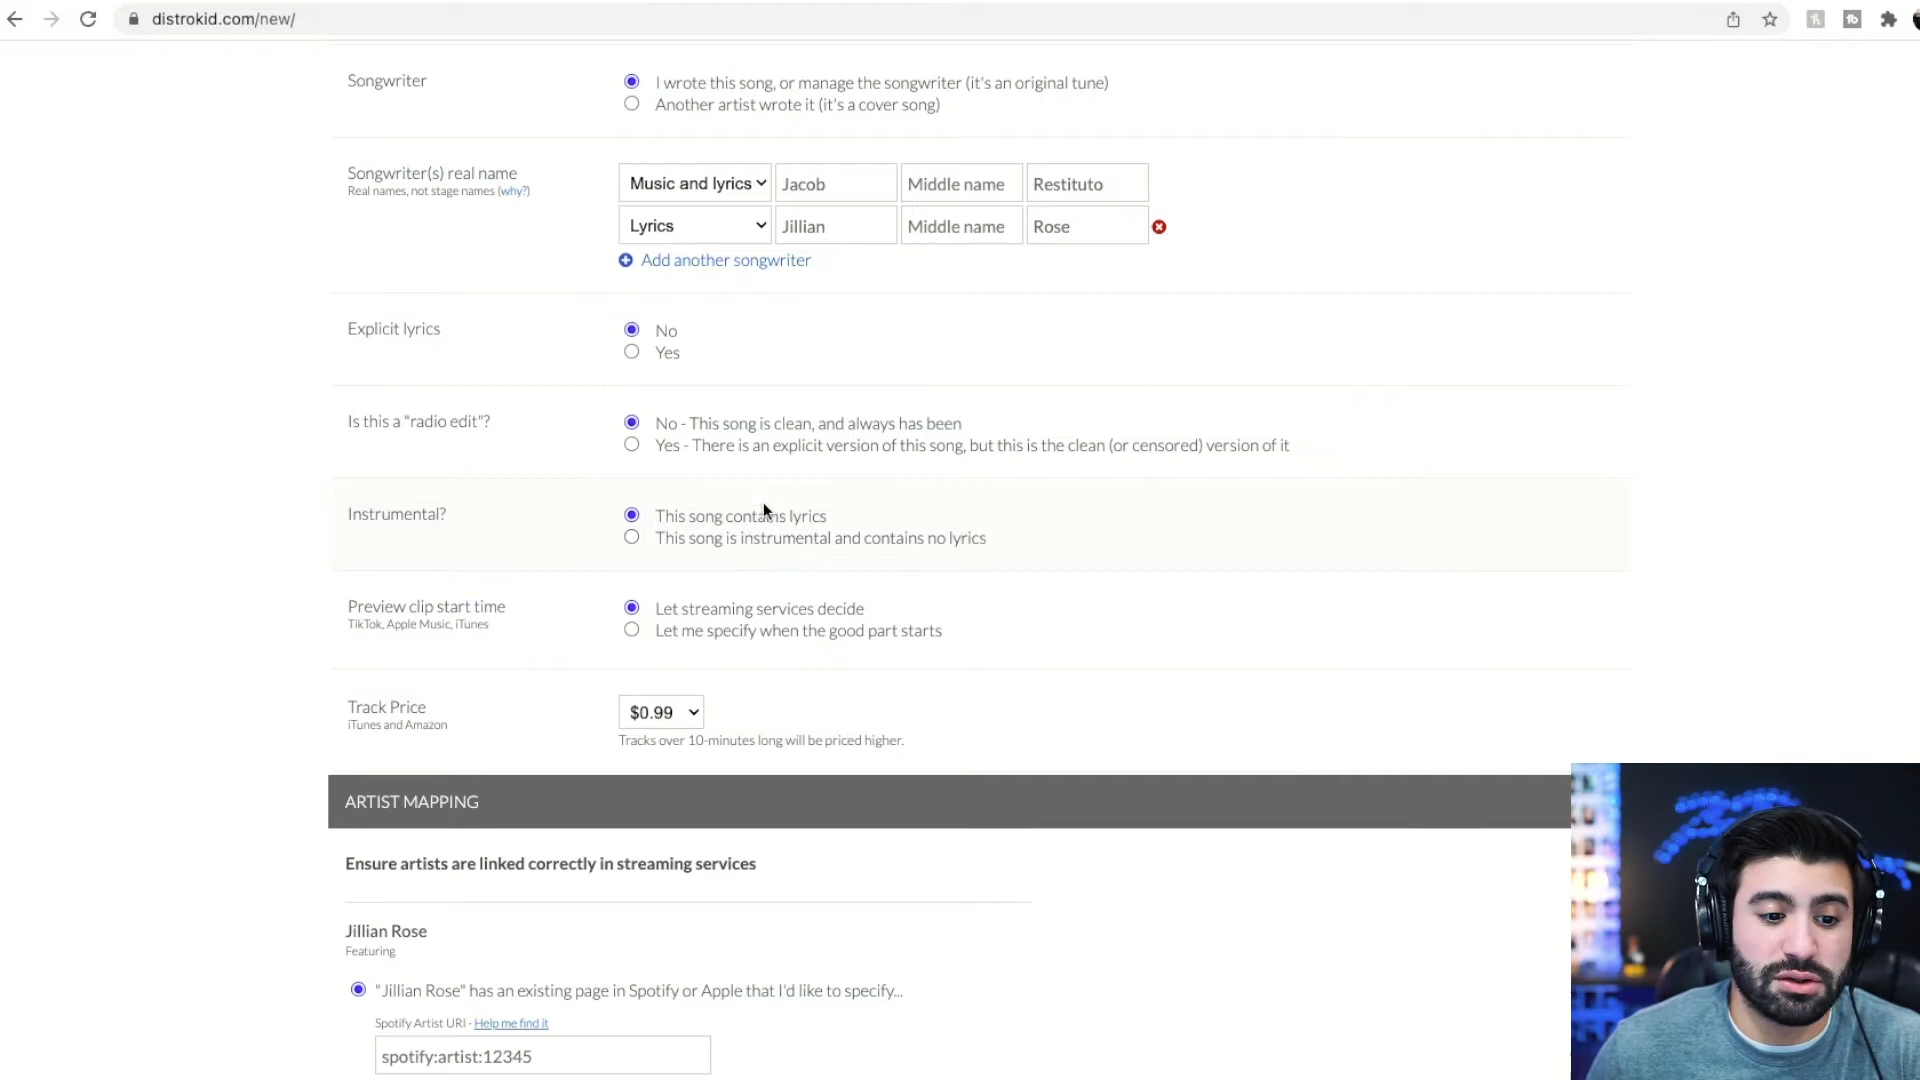 distrokid.com/new/
Songwriter
I wrote this song, or manage the songwriter (it's an original tune)
Another artist wrote it (it's a cover song)
Songwriter(s) real name
Real names, not stage names (why?)
Music and lyrics Jacob Middle name Restituto
Lyrics Jillian Middle name Rose
Add another songwriter
Explicit lyrics
No
Yes
Is this a "radio edit"?
No - This song is clean, and always has been
Yes - There is an explicit version of this song, but this is the clean (or censored) version of it
Instrumental?
This song contains lyrics
This song is instrumental and contains no lyrics
Preview clip start time
TikTok, Apple Music, iTunes
Let streaming services decide
Let me specify when the good part starts
Track Price
iTunes and Amazon
$0.99
Tracks over 10-minutes long will be priced higher.
ARTIST MAPPING
Ensure artists are linked correctly in streaming services
Jillian Rose
Featuring
"Jillian Rose" has an existing page in Spotify or Apple that I'd like to specify...
Spotify Artist URI - Help me find it
spotify:artist:12345